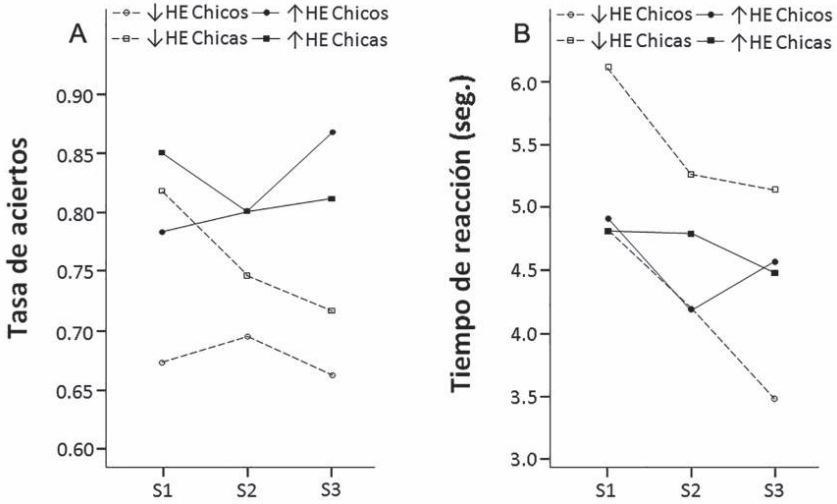 A
↓HE Chicos ↑HE Chicos
↓HE Chicas ↑HE Chicas
Tasa de aciertos
0.90
0.85
0.80
0.75
0.70
0.65
0.60
S1 S2 S3
B
↓HE Chicos ↑HE Chicos
↓HE Chicas ↑HE Chicas
Tiempo de reacción (seg.)
6.0
5.5
5.0
4.5
4.0
3.5
3.0
S1 S2 S3